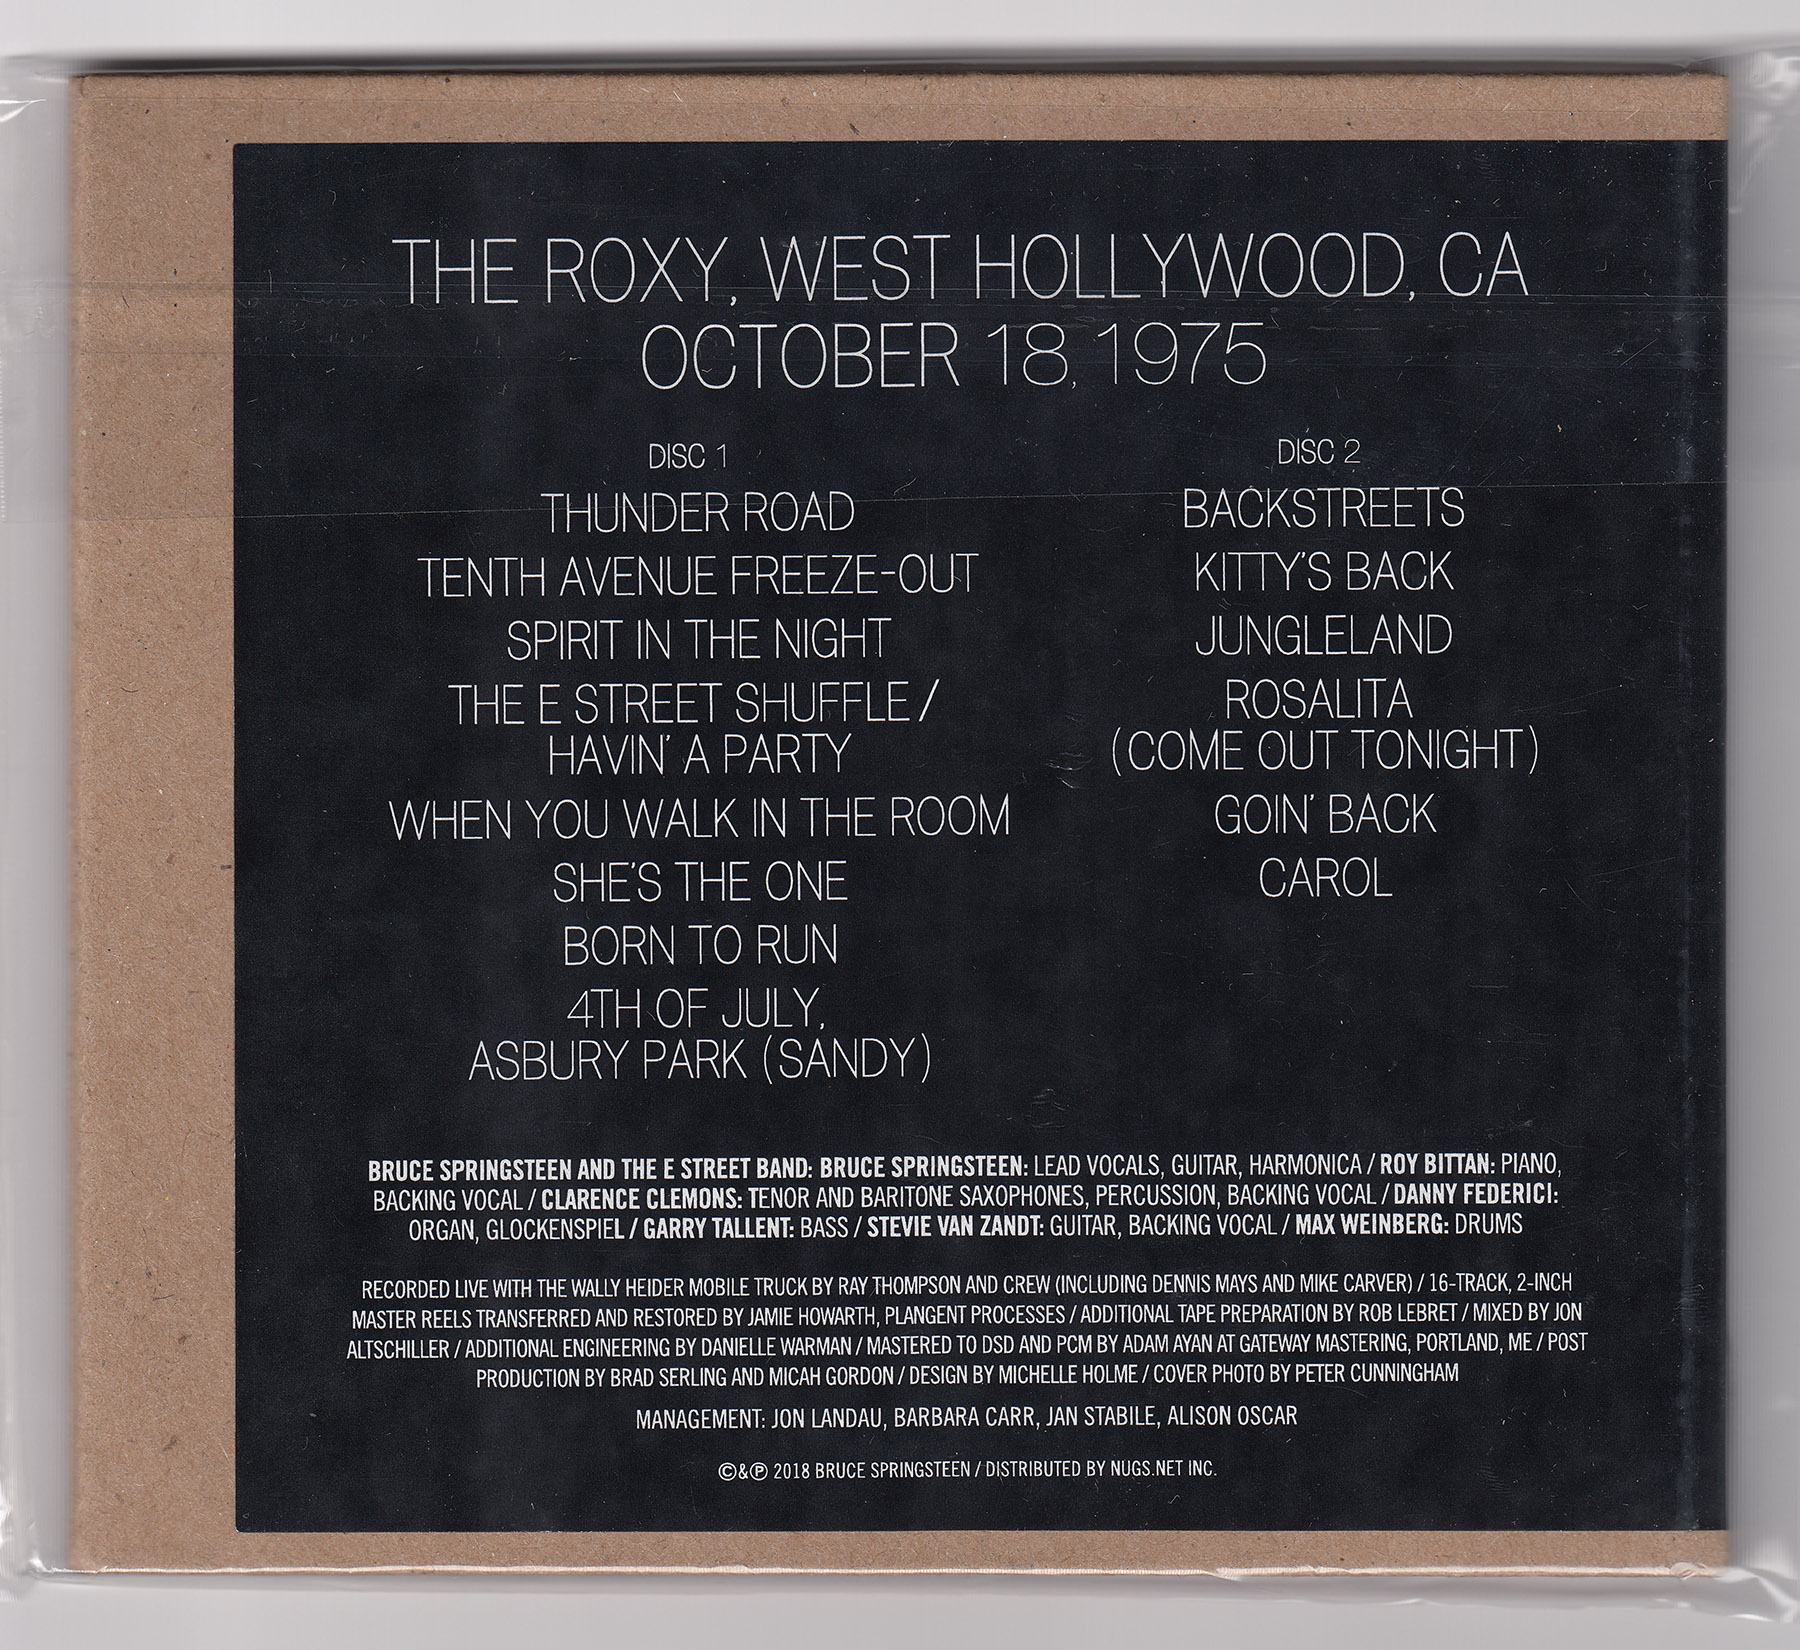 THE ROXY, WEST HOLLYWOOD, CA
OCTOBER 18, 1975
DISC 1
THUNDER ROAD
TENTH AVENUE FREEZE-OUT
SPIRIT IN THE NIGHT
THE E STREET SHUFFLE /
HAVIN' A PARTY
WHEN YOU WALK IN THE ROOM
SHE'S THE ONE
BORN TO RUN
4TH OF JULY,
ASBURY PARK (SANDY)
DISC 2
BACKSTREETS
KITTY'S BACK
JUNGLELAND
ROSALITA
(COME OUT TONIGHT)
GOIN' BACK
CAROL
BRUCE SPRINGSTEEN AND THE E STREET BAND: BRUCE SPRINGSTEEN: LEAD VOCALS, GUITAR, HARMONICA / ROY BITTAN: PIANO,
BACKING VOCAL / CLARENCE CLEMONS: TENOR AND BARITONE SAXOPHONES, PERCUSSION, BACKING VOCAL / DANNY FEDERICI:
ORGAN, GLOCKENSPIEL / GARRY TALLENT: BASS / STEVIE VAN ZANDT: GUITAR, BACKING VOCAL / MAX WEINBERG: DRUMS
RECORDED LIVE WITH THE WALLY HEIDER MOBILE TRUCK BY RAY THOMPSON AND CREW (INCLUDING DENNIS MAYS AND MIKE CARVER) / 16-TRACK, 2-INCH
MASTER REELS TRANSFERRED AND RESTORED BY JAMIE HOWARTH, PLANGENT PROCESSES / ADDITIONAL TAPE PREPARATION BY ROB LEBRET / MIXED BY JON
ALTSCHILLER / ADDITIONAL ENGINEERING BY DANIELLE WARMAN / MASTERED TO DSD AND PCM BY ADAM AYAN AT GATEWAY MASTERING, PORTLAND, ME / POST
PRODUCTION BY BRAD SERLING AND MICAH GORDON / DESIGN BY MICHELLE HOLME / COVER PHOTO BY PETER CUNNINGHAM
MANAGEMENT: JON LANDAU, BARBARA CARR, JAN STABILE, ALISON OSCAR
©&℗ 2018 BRUCE SPRINGSTEEN / DISTRIBUTED BY NUGS.NET INC.